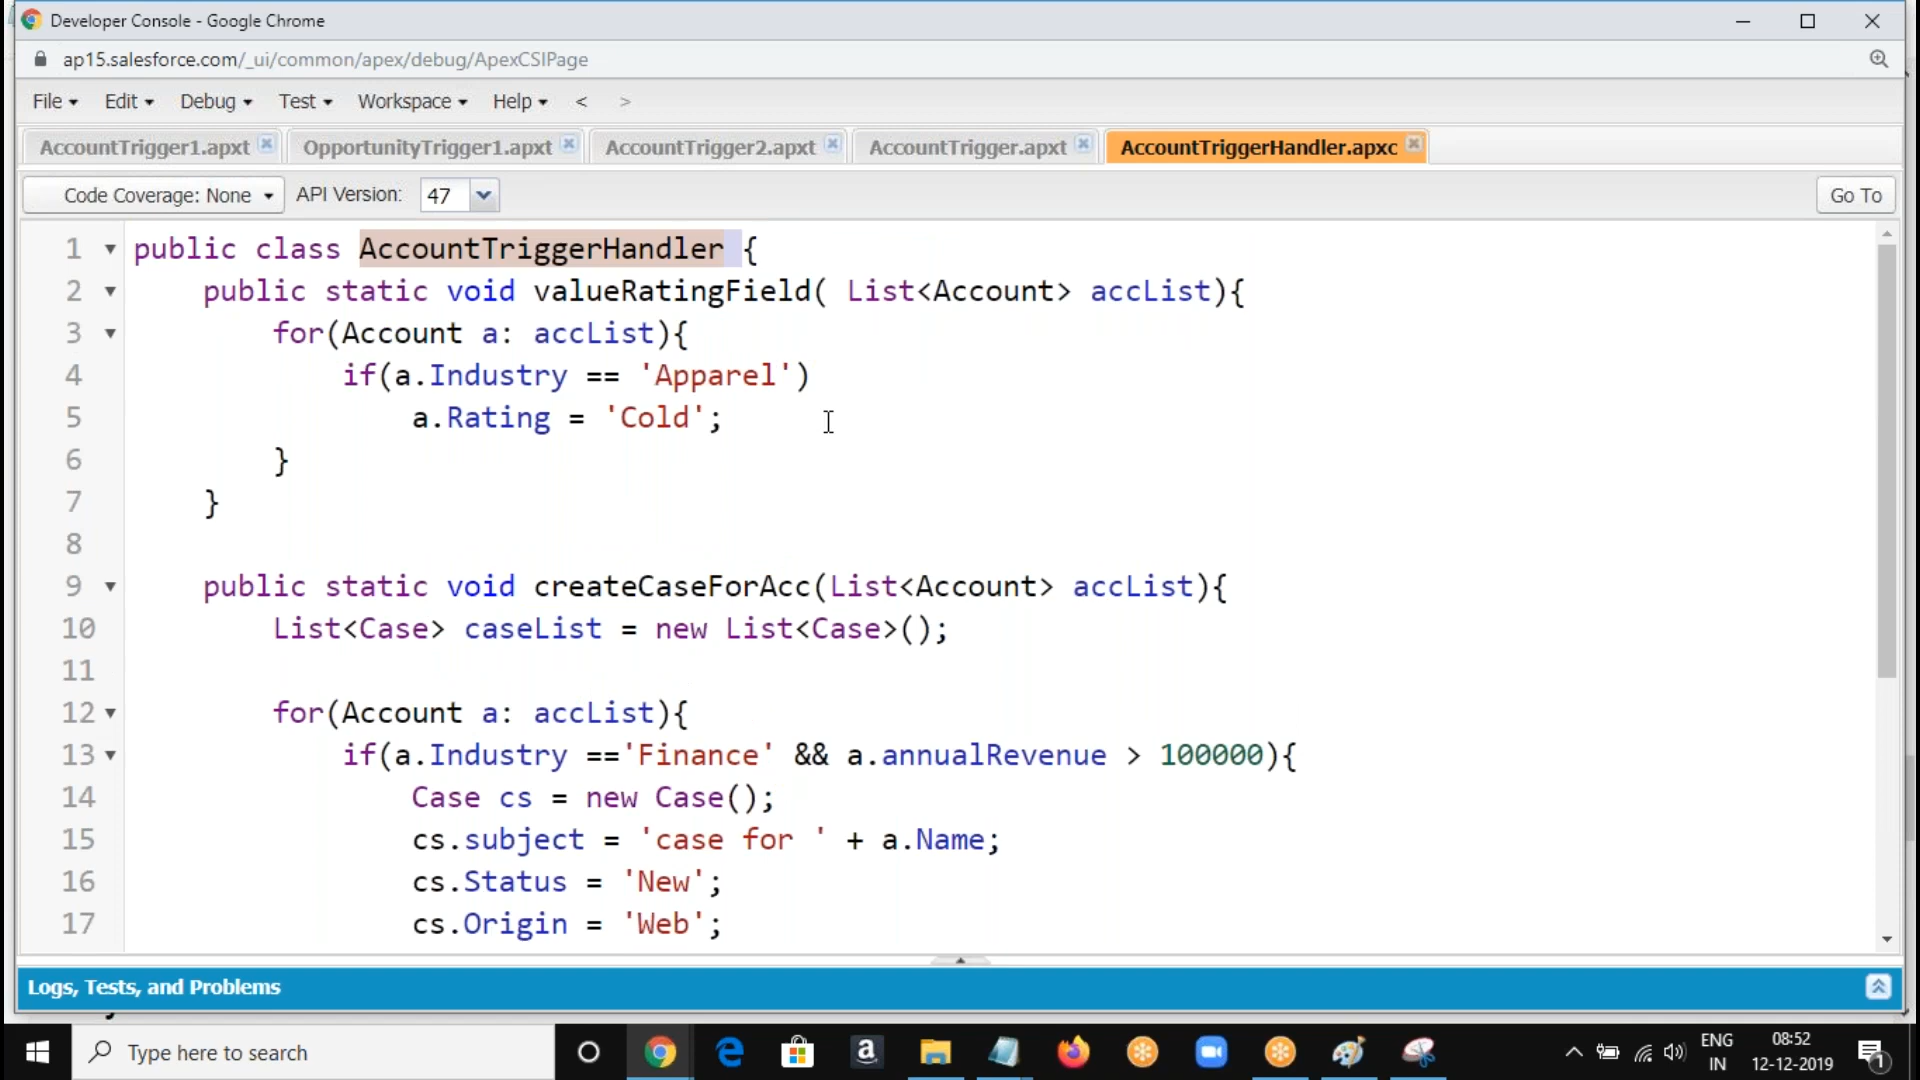 Developer Console - Google Chrome
ap15.salesforce.com/_ui/common/apex/debug/ApexCSIPage
File Edit Debug Test Workspace Help < >
AccountTrigger1.apxt OpportunityTrigger1.apxt AccountTrigger2.apxt AccountTrigger.apxt AccountTriggerHandler.apxc
Code Coverage: None API Version: 47 Go To
1 public class AccountTriggerHandler {
2 public static void valueRatingField( List<Account> accList){
3 for(Account a: accList){
4 if(a.Industry == 'Apparel')
5 a.Rating = 'Cold';
6 }
7 }
8
9 public static void createCaseForAcc(List<Account> accList){
10 List<Case> caseList = new List<Case>();
11
12 for(Account a: accList){
13 if(a.Industry =='Finance' && a.annualRevenue > 100000){
14 Case cs = new Case();
15 cs.subject = 'case for ' + a.Name;
16 cs.Status = 'New';
17 cs.Origin = 'Web';
Logs, Tests, and Problems
Type here to search
ENG
IN
08:52
12-12-2019
1